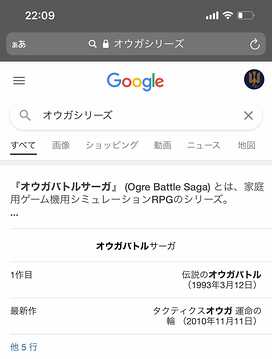 22:09
ぁあ オウガシリーズ
Google
オウガシリーズ
すべて 画像 ショッピング 動画 ニュース 地図
『オウガバトルサーガ』 (Ogre Battle Saga) とは、家庭
用ゲーム機用シミュレーションRPGのシリーズ。
...
オウガバトルサーガ
1作目 伝説のオウガバトル
（1993年3月12日）
最新作 タクティクスオウガ 運命の
輪 （2010年11月11日）
他 5 行